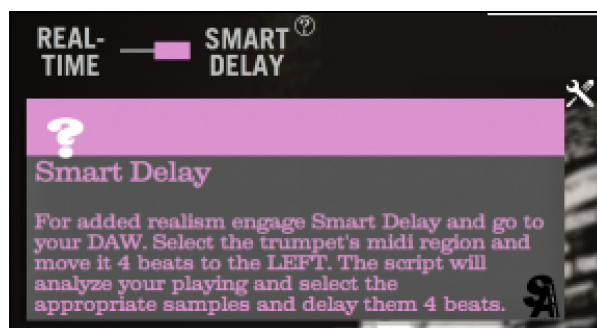 REAL-
TIME
SMART ?
DELAY
?
Smart Delay
For added realism engage Smart Delay and go to
your DAW. Select the trumpet's midi region and
move it 4 beats to the LEFT. The script will
analyze your playing and select the
appropriate samples and delay them 4 beats.
SA